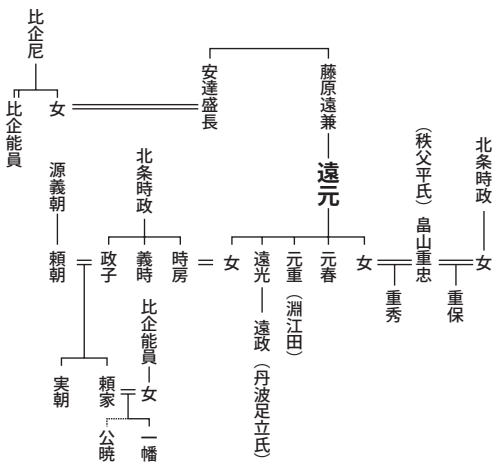 比企尼
比企能員
女
安達盛長
藤原遠兼
遠元
北条時政
女
(秩父平氏)畠山重忠
重保
重秀
女
元春
元重(淵江田)
遠光
遠政(丹波足立氏)
女
北条時政
時房
義時
政子
源義朝
頼朝
比企能員
女
頼家
実朝
一幡
公暁